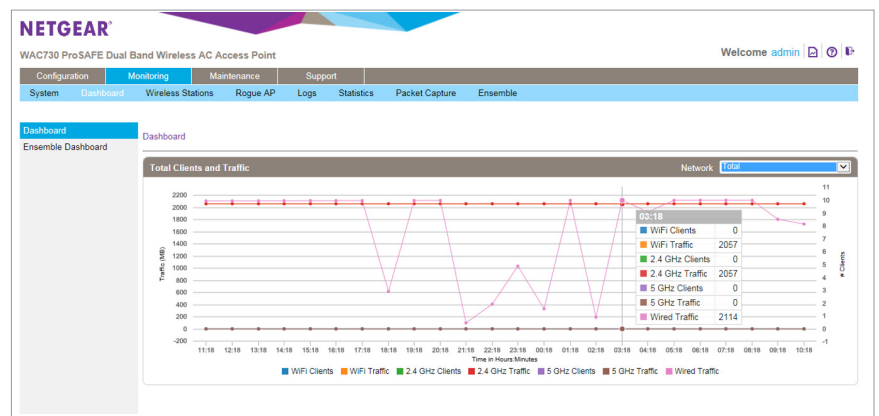 NETGEAR®
WAC730 ProSAFE Dual Band Wireless AC Access Point
Welcome admin
Configuration Monitoring Maintenance Support
System Dashboard Wireless Stations Rogue AP Logs Statistics Packet Capture Ensemble
Dashboard
Ensemble Dashboard
Dashboard
Total Clients and Traffic
Network Total
Traffic (MB)
2200
2000
1800
1600
1400
1200
1000
800
600
400
200
0
-200
11
10
9
8
7
6
5
4
3
2
1
0
-1
# Clients
03:18
WiFi Clients 0
WiFi Traffic 2057
2.4 GHz Clients 0
2.4 GHz Traffic 2057
5 GHz Clients 0
5 GHz Traffic 0
Wired Traffic 2114
11:18 12:18 13:18 14:18 15:18 16:18 17:18 18:18 19:18 20:18 21:18 22:18 23:18 00:18 01:18 02:18 03:18 04:18 05:18 06:18 07:18 08:18 09:18 10:18
Time in Hours:Minutes
WiFi Clients WiFi Traffic 2.4 GHz Clients 2.4 GHz Traffic 5 GHz Clients 5 GHz Traffic Wired Traffic